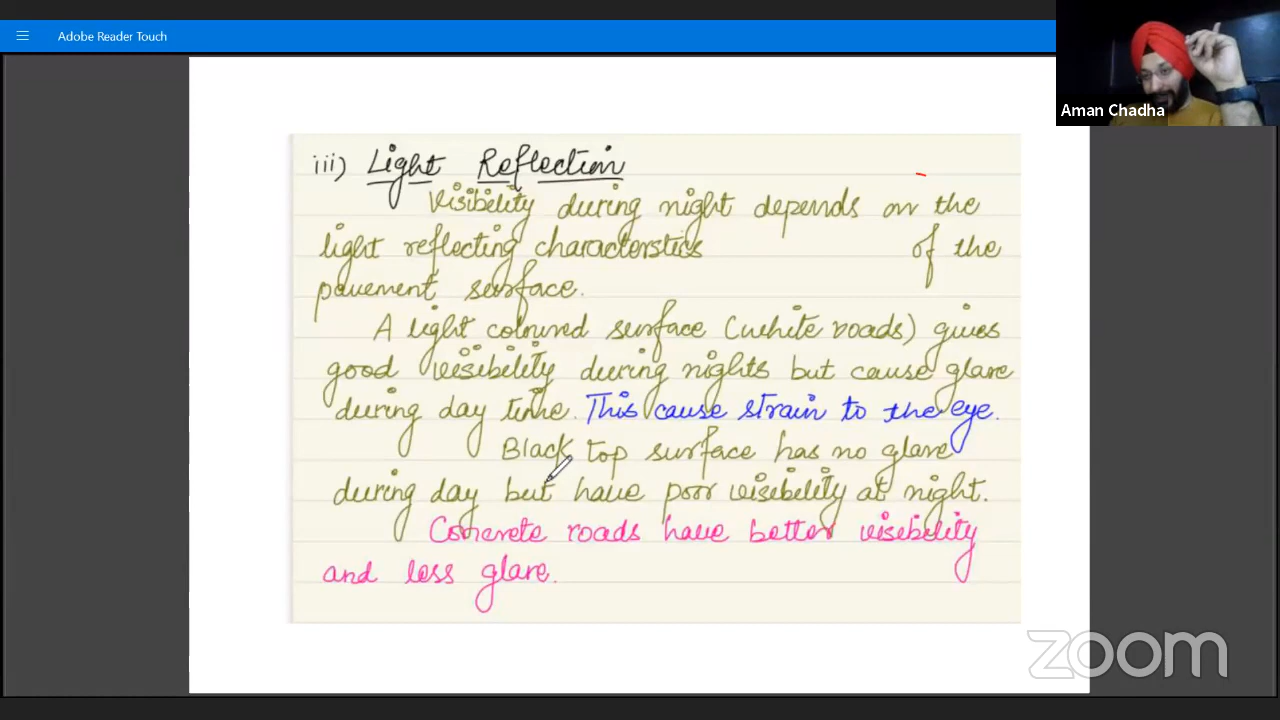 Adobe Reader Touch
Aman Chadha
iii) Light Reflection
Visibility during night depends on the
light reflecting characterstics of the
pavement surface.
A light coloured surface (white roads) gives
good visibility during nights but cause glare
during day time. This cause strain to the eye.
Black top surface has no glare
during day but have poor visibility at night.
Concrete roads have better visibility
and less glare.
zoom